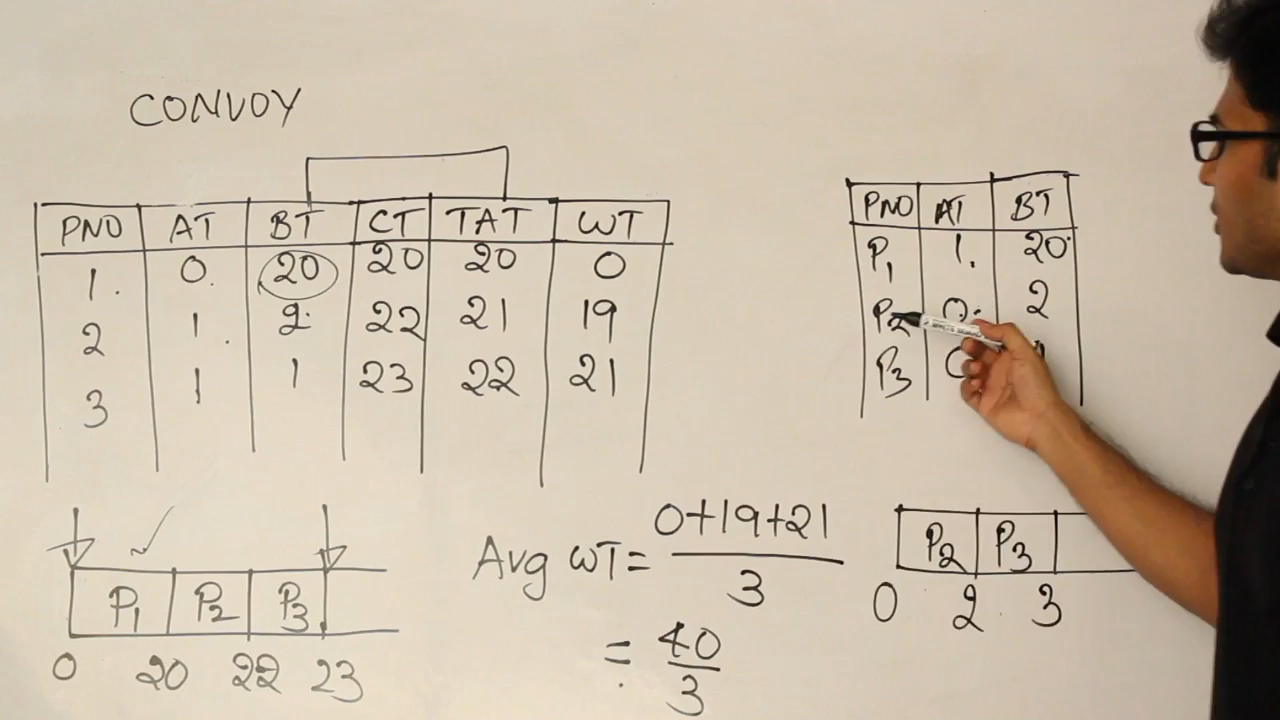 CONVOY
PNO AT BT CT TAT WT
1. 0. 20 20 20 0
2 1 2 22 21 19
3 1 1 23 22 21
P1 P2 P3
0 20 22 23
Avg WT = 0+19+21
3
= 40
3
PNO AT BT
P1 1. 20
P2 0 2
P3 0
P2 P3
0 2 3